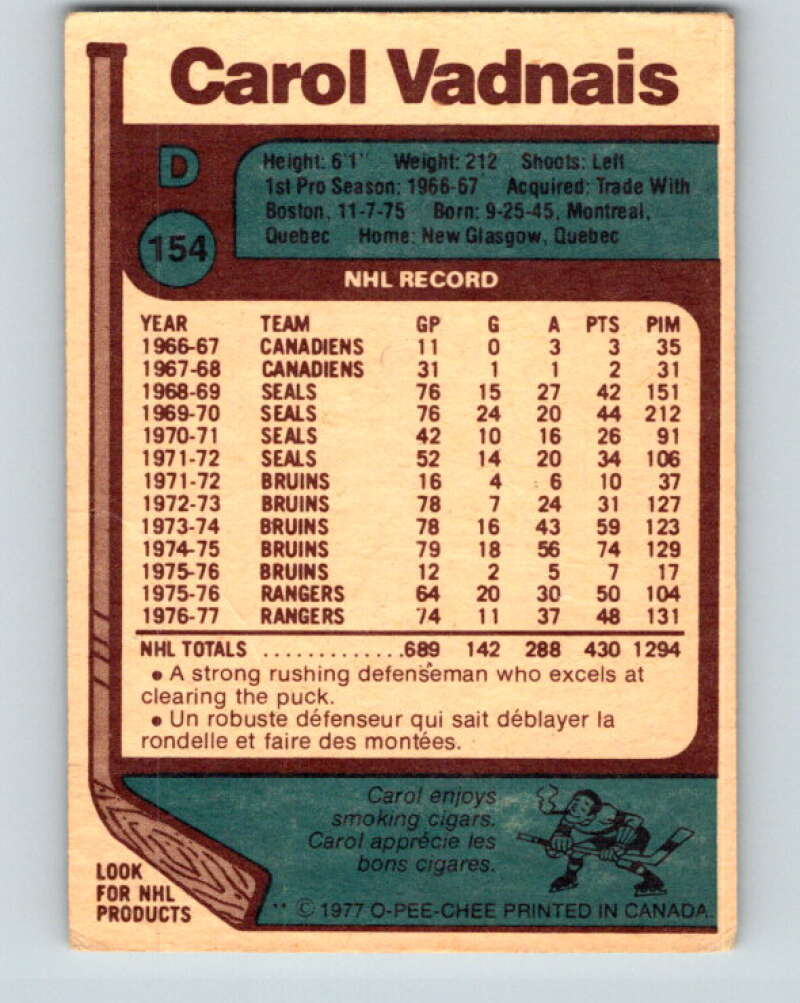 Carol Vadnais
D
154
Height: 6'1" Weight: 212 Shoots: Left
1st Pro Season: 1966-67 Acquired: Trade With
Boston, 11-7-75 Born: 9-25-45, Montreal,
Quebec Home: New Glasgow, Quebec
NHL RECORD
YEAR TEAM GP G A PTS PIM
1966-67 CANADIENS 11 0 3 3 35
1967-68 CANADIENS 31 1 1 2 31
1968-69 SEALS 76 15 27 42 151
1969-70 SEALS 76 24 20 44 212
1970-71 SEALS 42 10 16 26 91
1971-72 SEALS 52 14 20 34 106
1971-72 BRUINS 16 4 6 10 37
1972-73 BRUINS 78 7 24 31 127
1973-74 BRUINS 78 16 43 59 123
1974-75 BRUINS 79 18 56 74 129
1975-76 BRUINS 12 2 5 7 17
1975-76 RANGERS 64 20 30 50 104
1976-77 RANGERS 74 11 37 48 131
NHL TOTALS .............689 142 288 430 1294
• A strong rushing defenseman who excels at
clearing the puck.
• Un robuste défenseur qui sait déblayer la
rondelle et faire des montées.
Carol enjoys
smoking cigars.
Carol apprécie les
bons cigares.
LOOK
FOR NHL
PRODUCTS
** © 1977 O-PEE-CHEE PRINTED IN CANADA